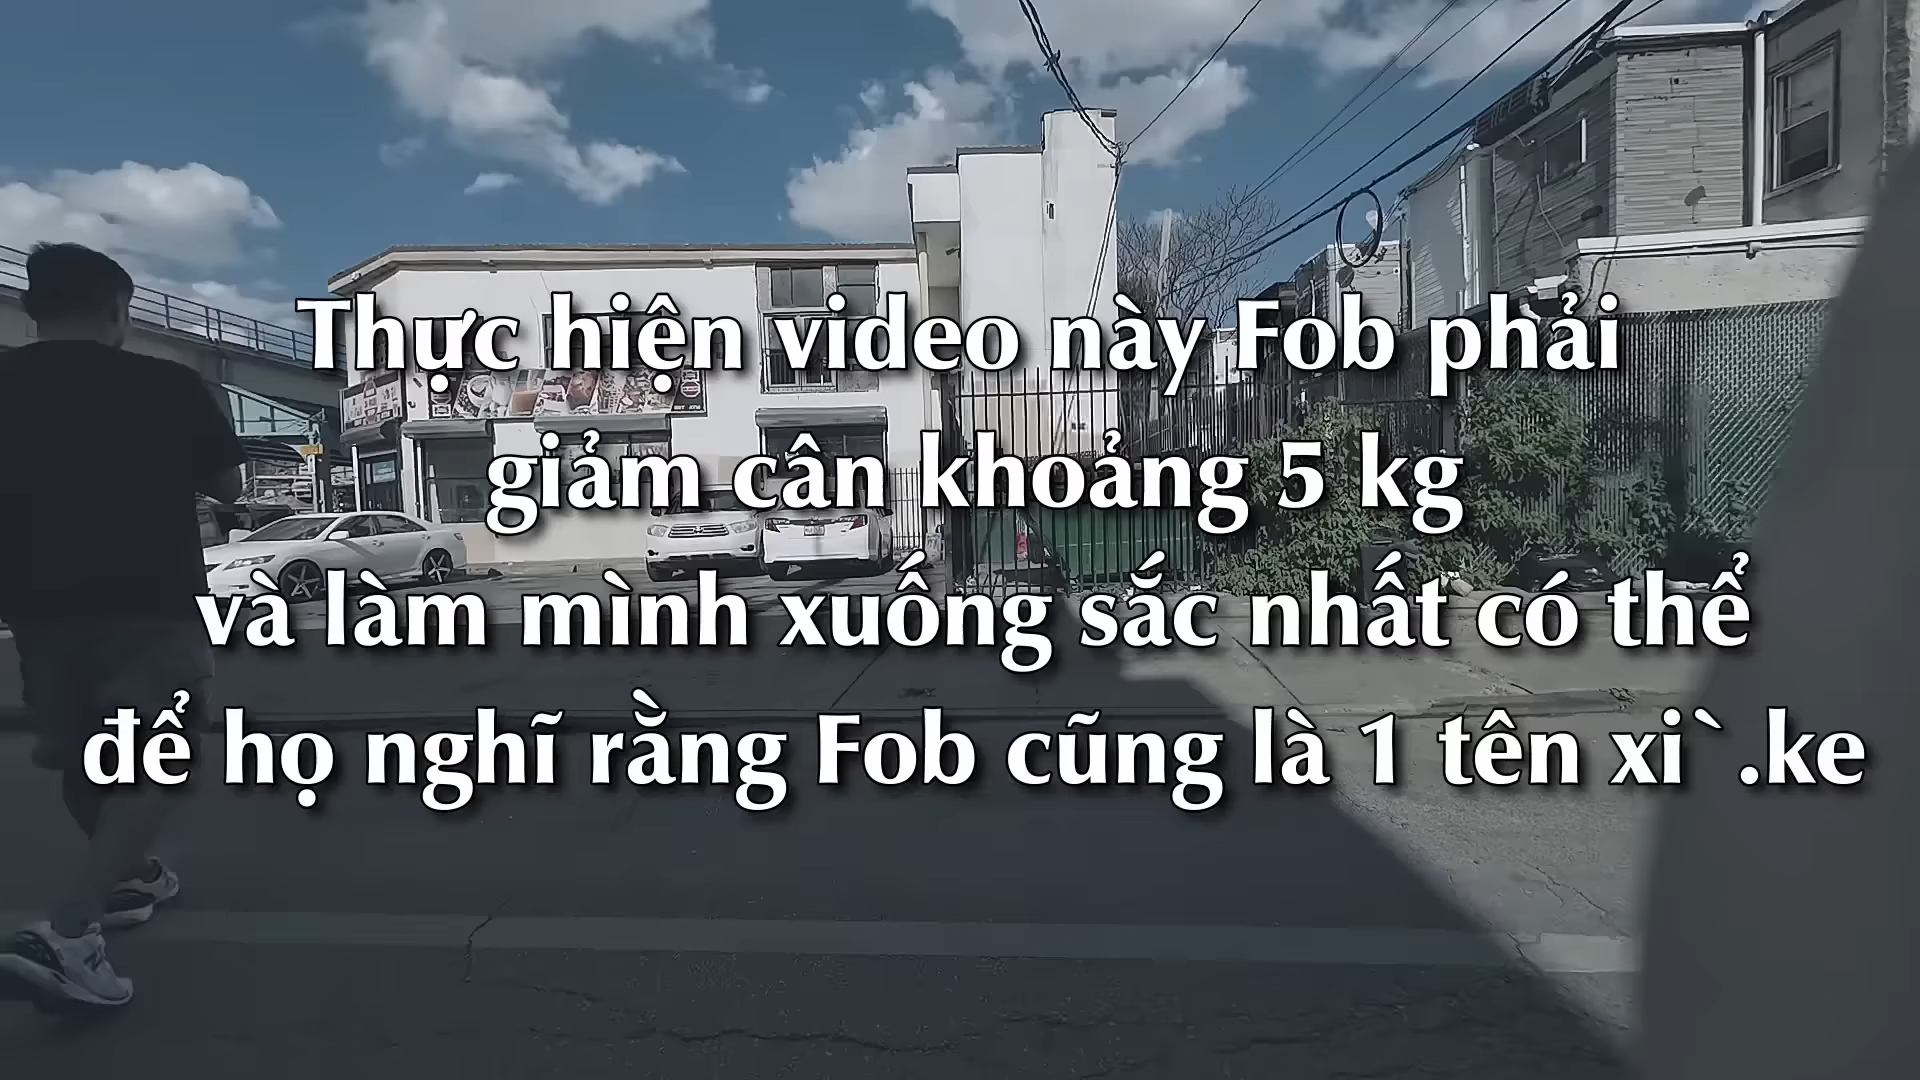 Thực hiện video này Fob phải
giảm cân khoảng 5 kg
và làm mình xuống sắc nhất có thể
để họ nghĩ rằng Fob cũng là 1 tên xì .ke